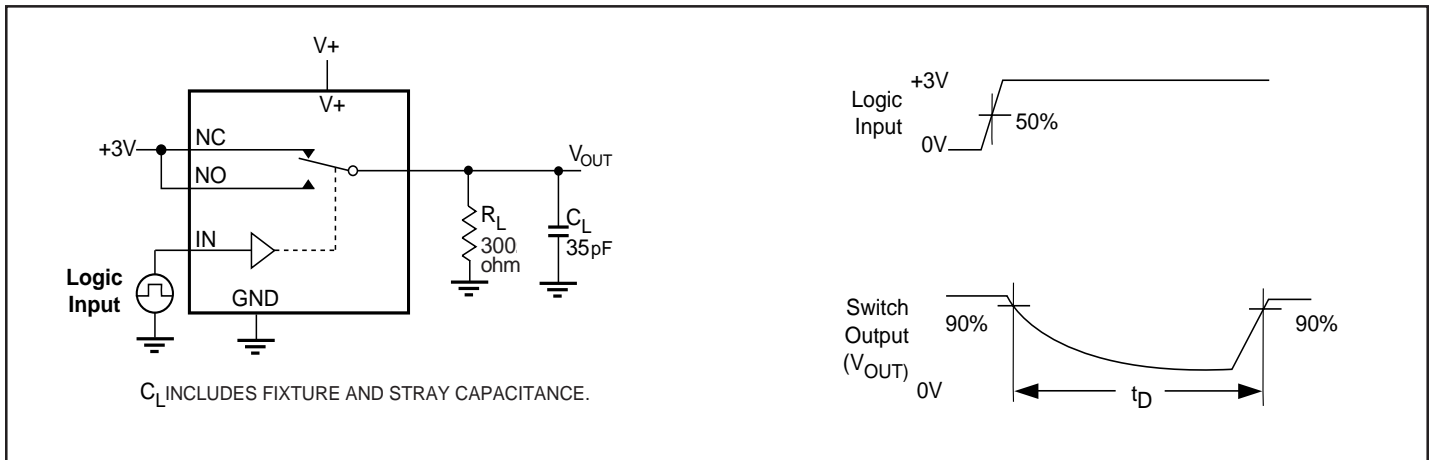 V+
V+
+3V
NC
NO
IN
GND
Logic
Input
VOUT
RL
300
ohm
CL
35pF
CL INCLUDES FIXTURE AND STRAY CAPACITANCE.
Logic
Input
+3V
0V
50%
Switch
Output
(VOUT)
90%
90%
0V
tD